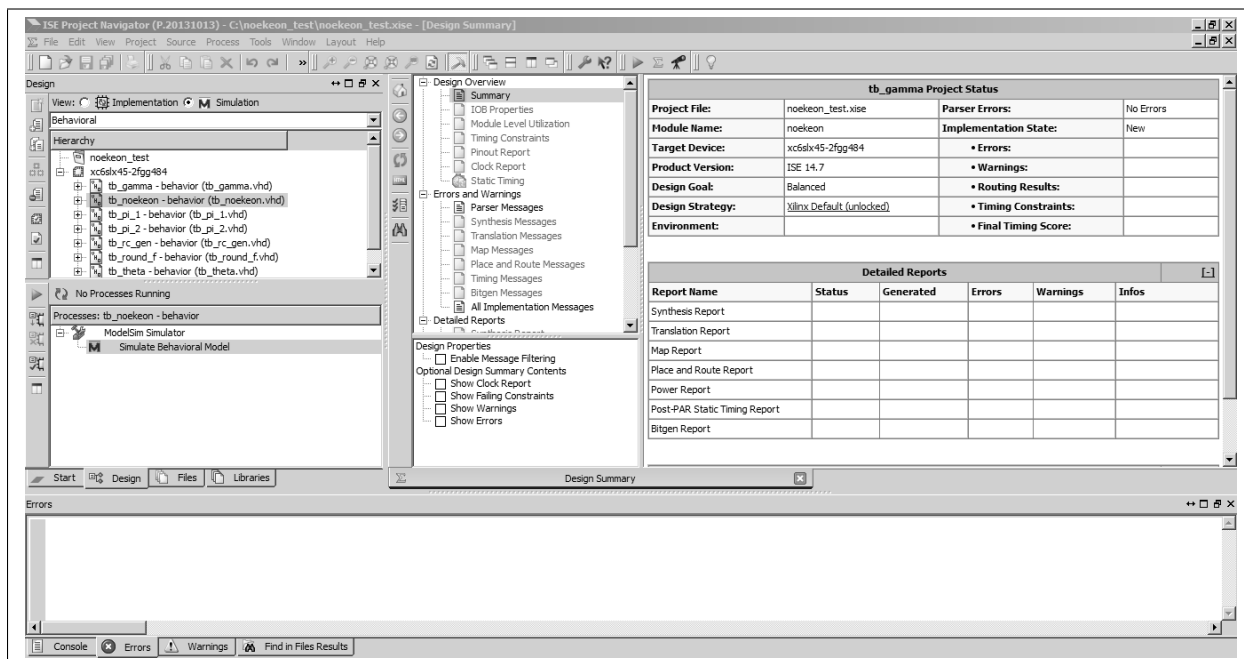 ISE Project Navigator (P.20131013) - C:\noekeon_test\noekeon_test.xise - [Design Summary]
File Edit View Project Source Process Tools Window Layout Help
Design
View: Implementation Simulation
Behavioral
Hierarchy
noekeon_test
xc6slx45-2fgg484
tb_gamma - behavior (tb_gamma.vhd)
tb_noekeon - behavior (tb_noekeon.vhd)
tb_pi_1 - behavior (tb_pi_1.vhd)
tb_pi_2 - behavior (tb_pi_2.vhd)
tb_rc_gen - behavior (tb_rc_gen.vhd)
tb_round_f - behavior (tb_round_f.vhd)
tb_theta - behavior (tb_theta.vhd)
No Processes Running
Processes: tb_noekeon - behavior
ModelSim Simulator
M Simulate Behavioral Model
Start Design Files Libraries
Design Overview
Summary
IOB Properties
Module Level Utilization
Timing Constraints
Pinout Report
Clock Report
Static Timing
Errors and Warnings
Parser Messages
Synthesis Messages
Translation Messages
Map Messages
Place and Route Messages
Timing Messages
Bitgen Messages
All Implementation Messages
Detailed Reports
Synthesis Report
Design Properties
Enable Message Filtering
Optional Design Summary Contents
Show Clock Report
Show Failing Constraints
Show Warnings
Show Errors
Design Summary
tb_gamma Project Status
Project File: noekeon_test.xise Parser Errors: No Errors
Module Name: noekeon Implementation State: New
Target Device: xc6slx45-2fgg484 • Errors:
Product Version: ISE 14.7 • Warnings:
Design Goal: Balanced • Routing Results:
Design Strategy: Xilinx Default (unlocked) • Timing Constraints:
Environment: • Final Timing Score:
Detailed Reports [-]
Report Name Status Generated Errors Warnings Infos
Synthesis Report
Translation Report
Map Report
Place and Route Report
Power Report
Post-PAR Static Timing Report
Bitgen Report
Errors
Console Errors Warnings Find in Files Results